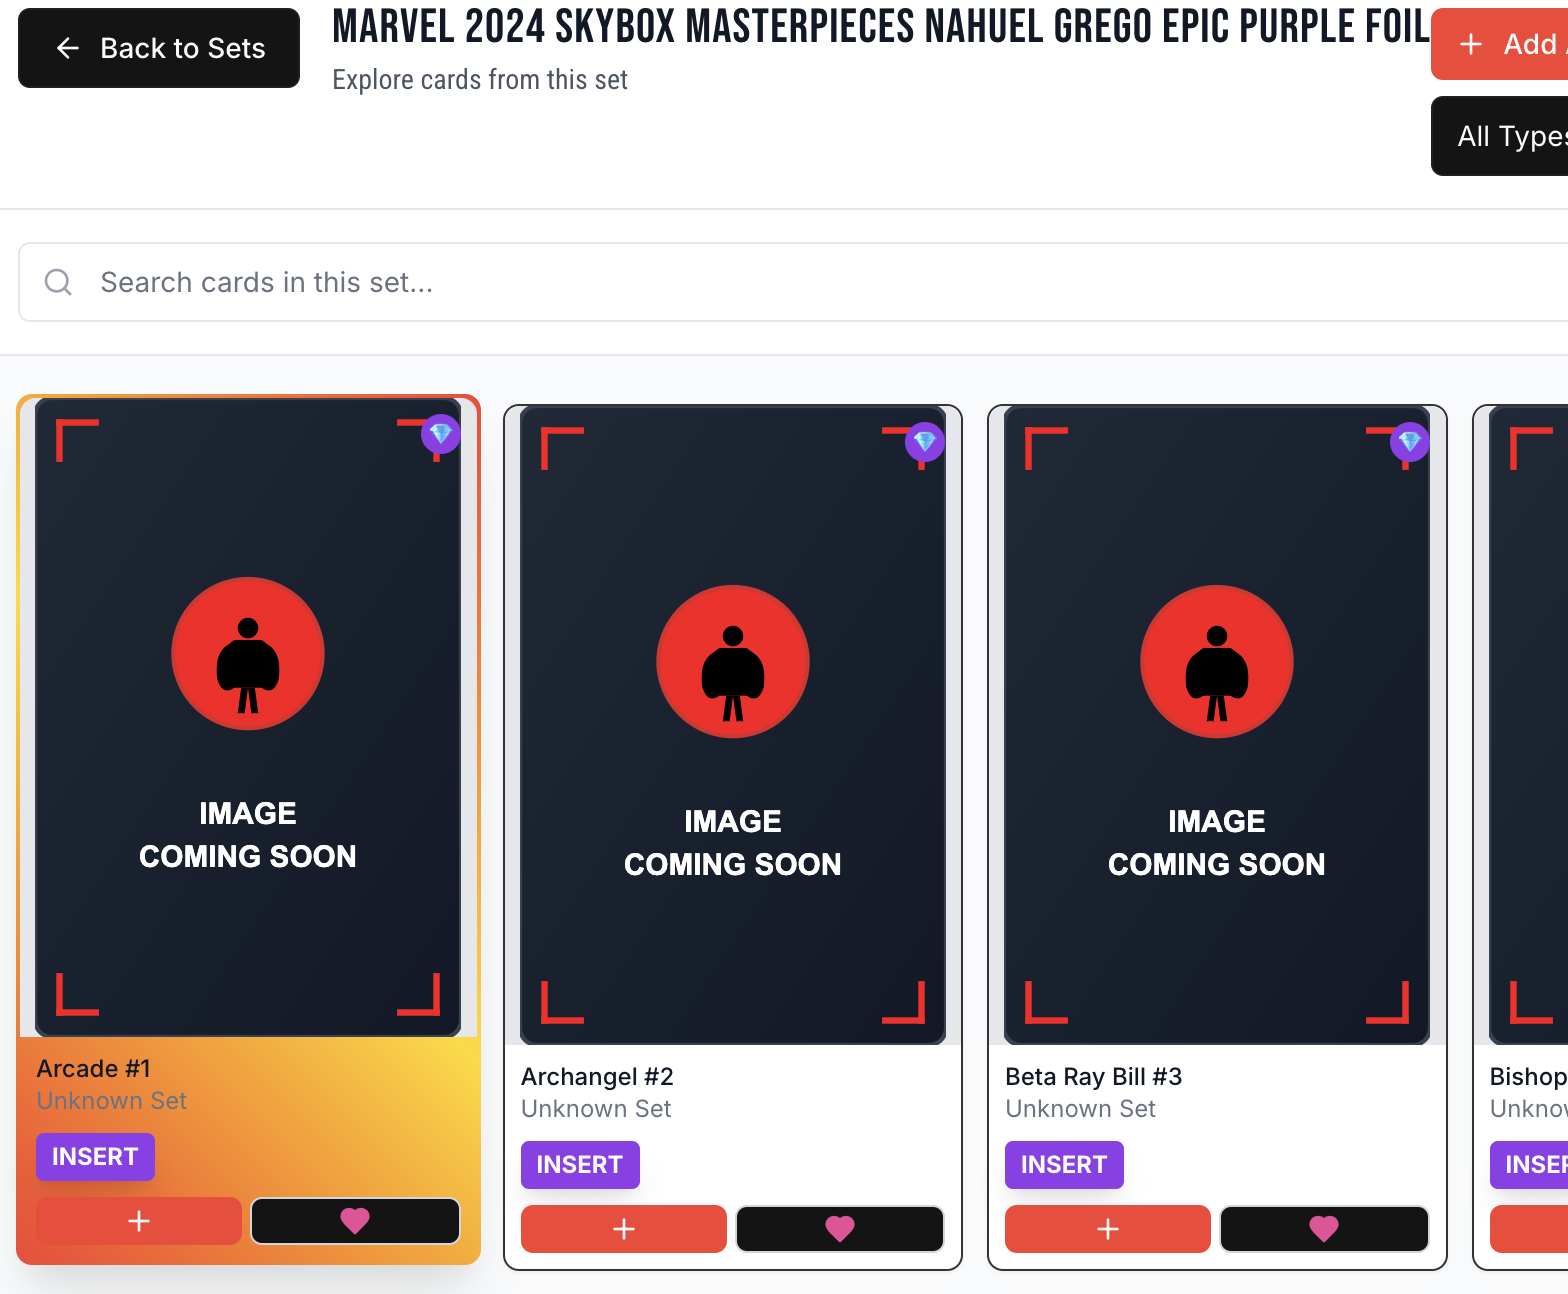 Back to Sets
MARVEL 2024 SKYBOX MASTERPIECES NAHUEL GREGO EPIC PURPLE FOIL
Explore cards from this set
Add
All Types
Search cards in this set...
IMAGE
COMING SOON
Arcade #1
Unknown Set
INSERT
IMAGE
COMING SOON
Archangel #2
Unknown Set
INSERT
IMAGE
COMING SOON
Beta Ray Bill #3
Unknown Set
INSERT
Bishop